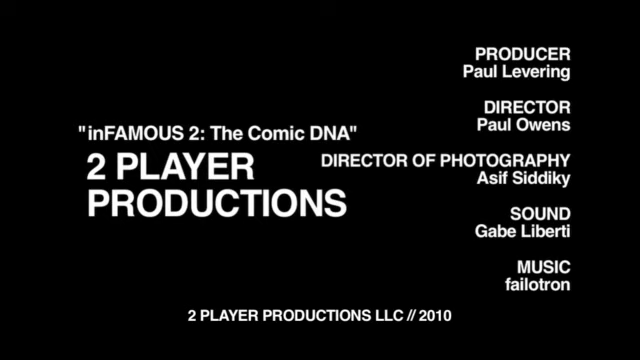 "inFAMOUS 2: The Comic DNA"
2 PLAYER
PRODUCTIONS
PRODUCER
Paul Levering
DIRECTOR
Paul Owens
DIRECTOR OF PHOTOGRAPHY
Asif Siddiky
SOUND
Gabe Liberti
MUSIC
failotron
2 PLAYER PRODUCTIONS LLC // 2010